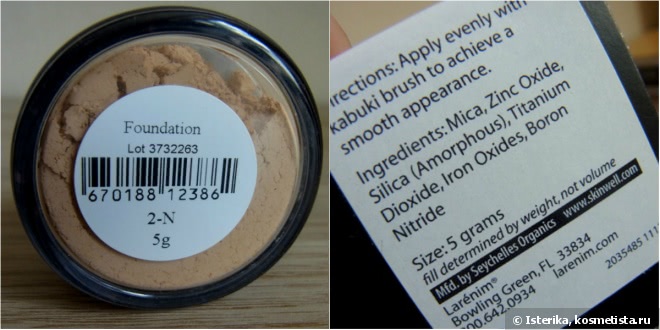 Foundation
Lot 3732263
670188 12386
2-N
5g
irections: Apply evenly with
kabuki brush to achieve a
smooth appearance.
Ingredients: Mica, Zinc Oxide,
Silica (Amorphous), Titanium
Dioxide, Iron Oxides, Boron
Nitride
Size: 5 grams
fill determined by weight, not volume
Mfd. by Seychelles Organics www.skinwell.com
Larénim®
Bowling Green, FL 33834
642.0934 larenim.com
2035485
© Isterika, kosmetista.ru